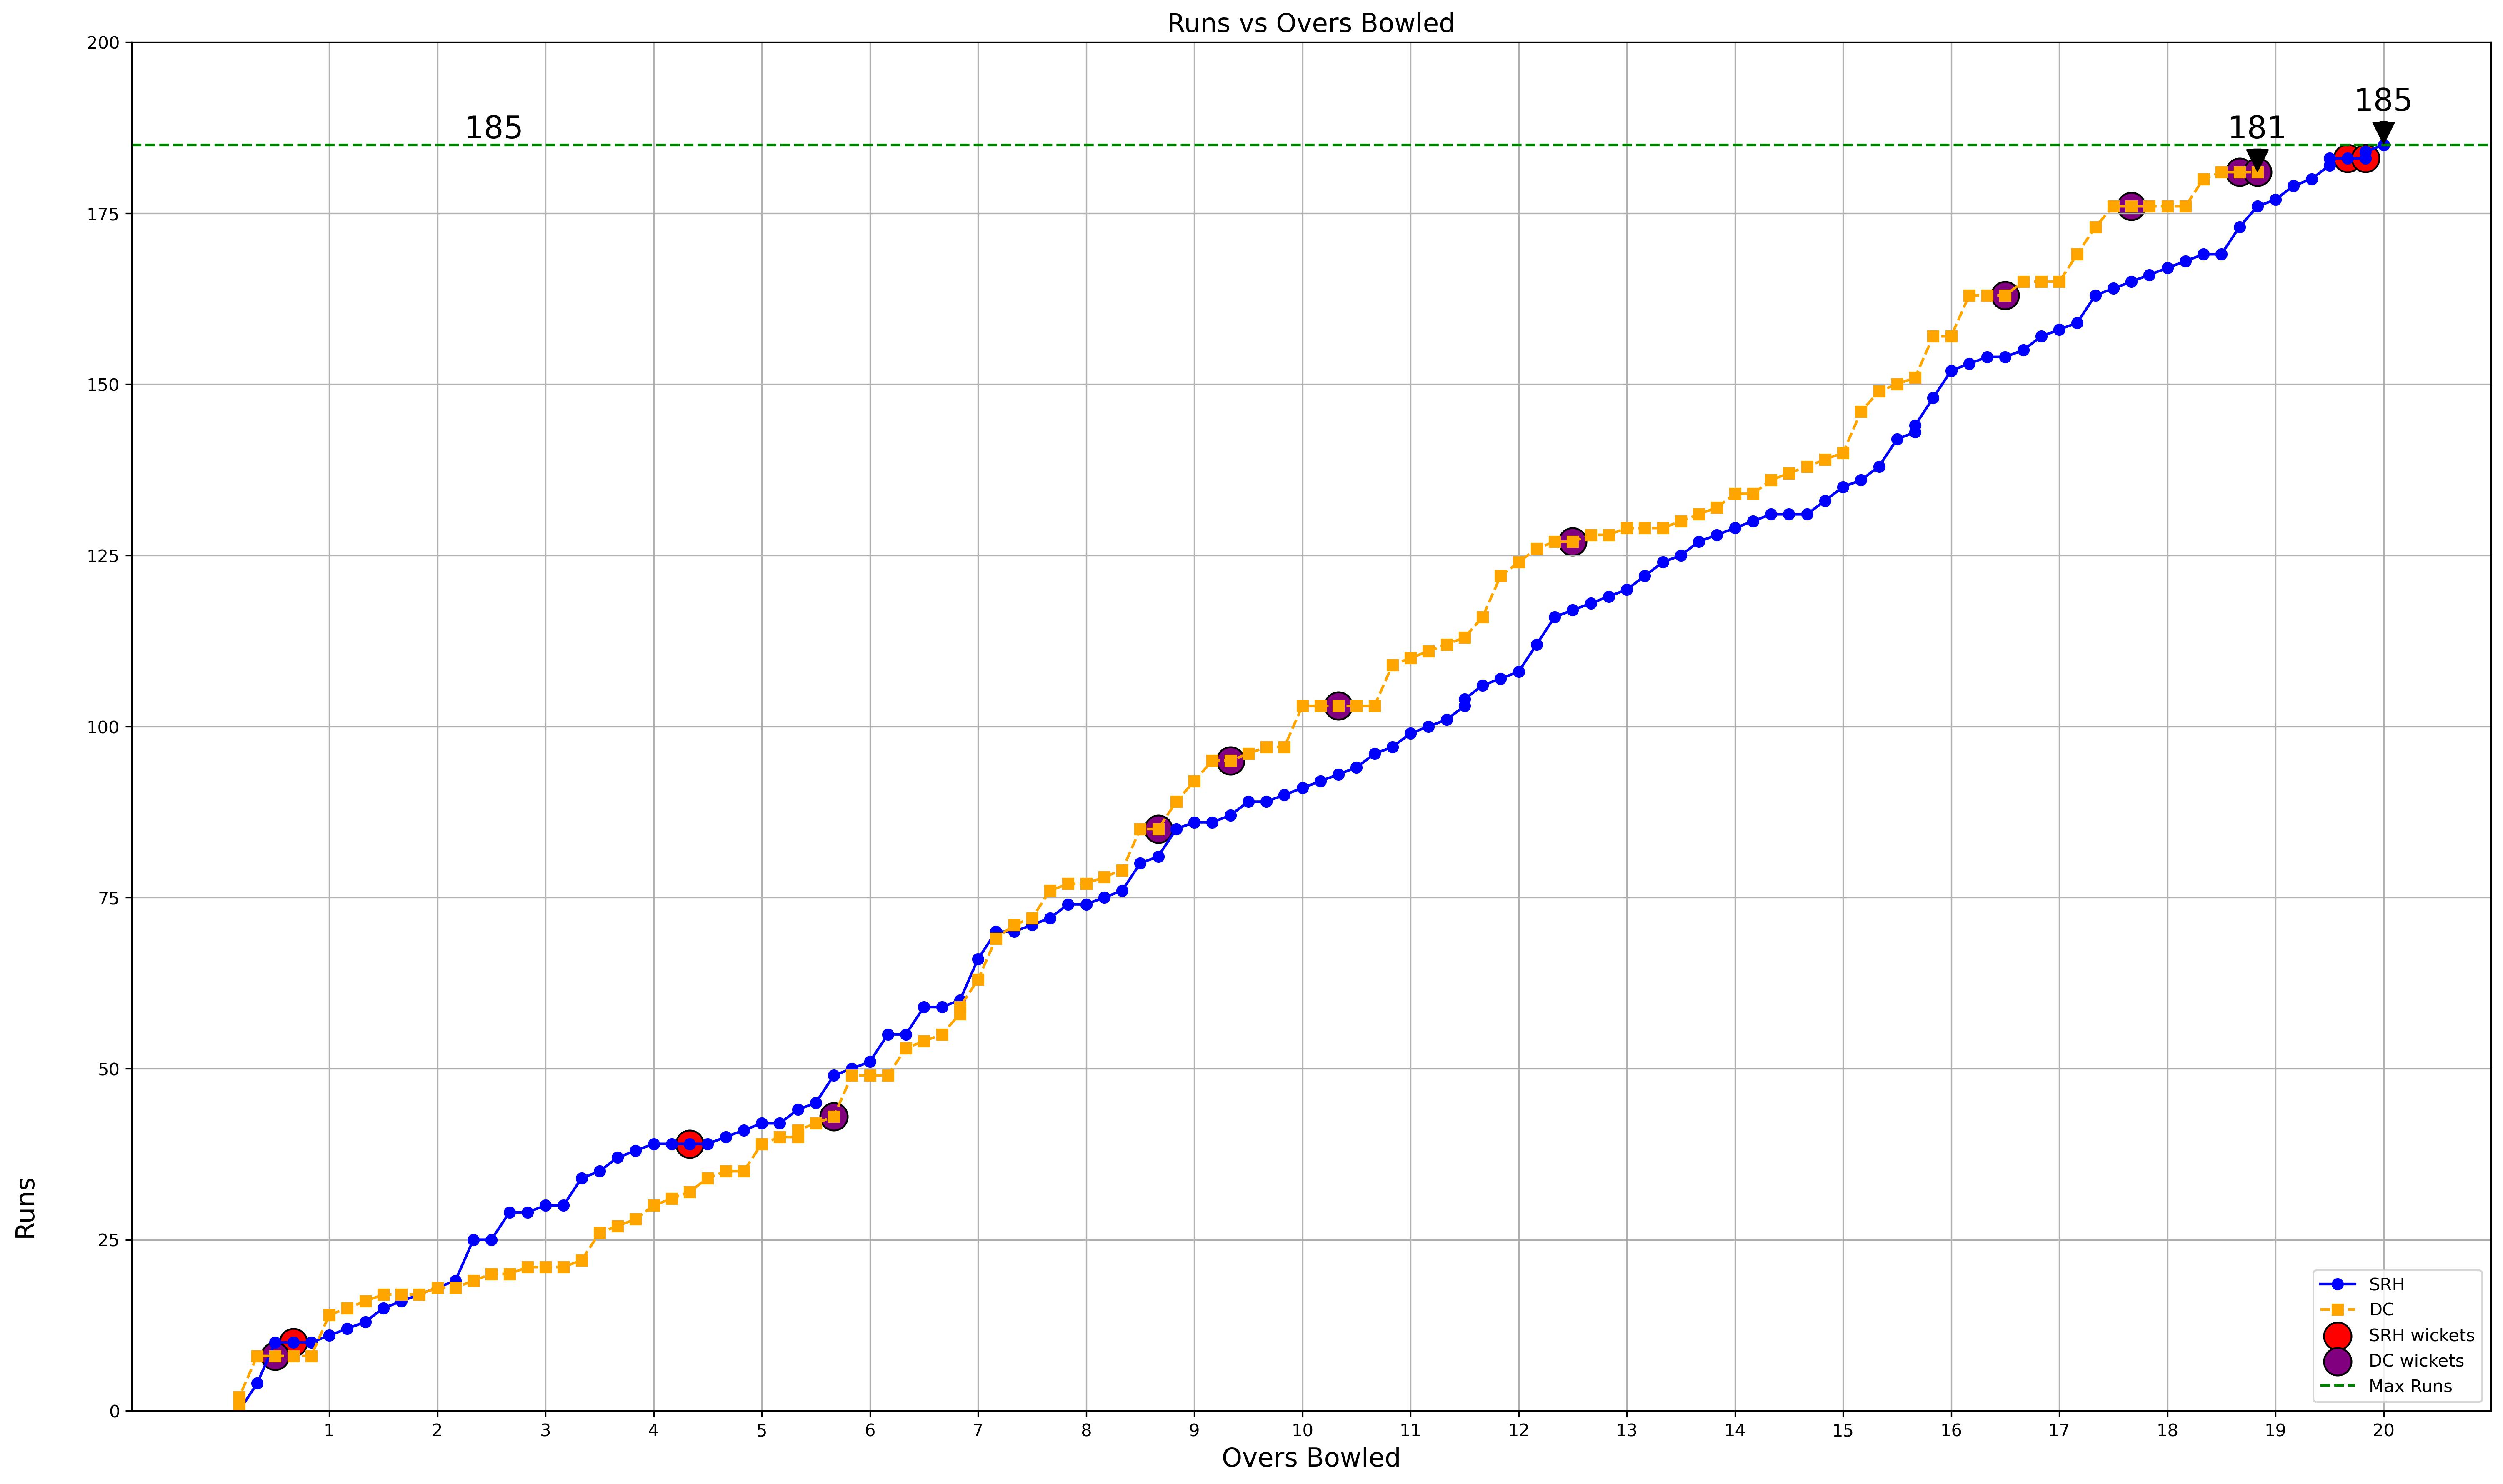 Runs vs Overs Bowled
200
175
150
125
100
75
50
25
0
185
181
185
Runs
1 2 3 4 5 6 7 8 9 10 11 12 13 14 15 16 17 18 19 20
Overs Bowled
SRH
DC
SRH wickets
DC wickets
Max Runs